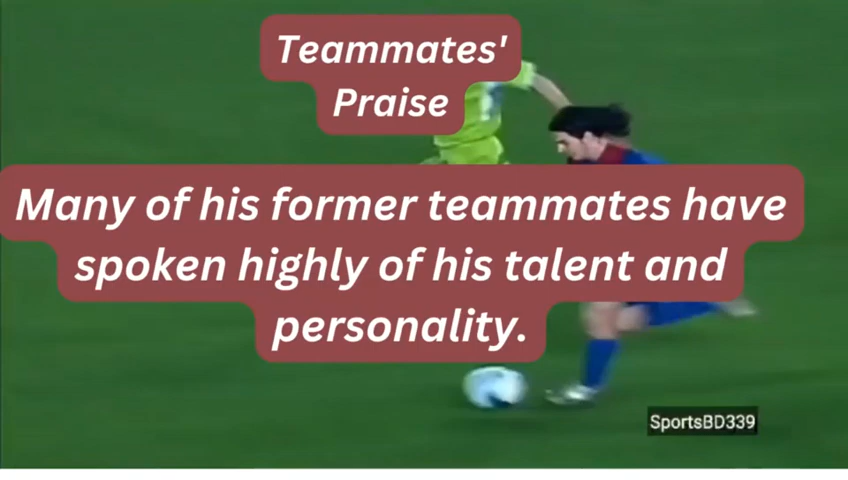 Teammates'
Praise
Many of his former teammates have
spoken highly of his talent and
personality.
SportsBD339